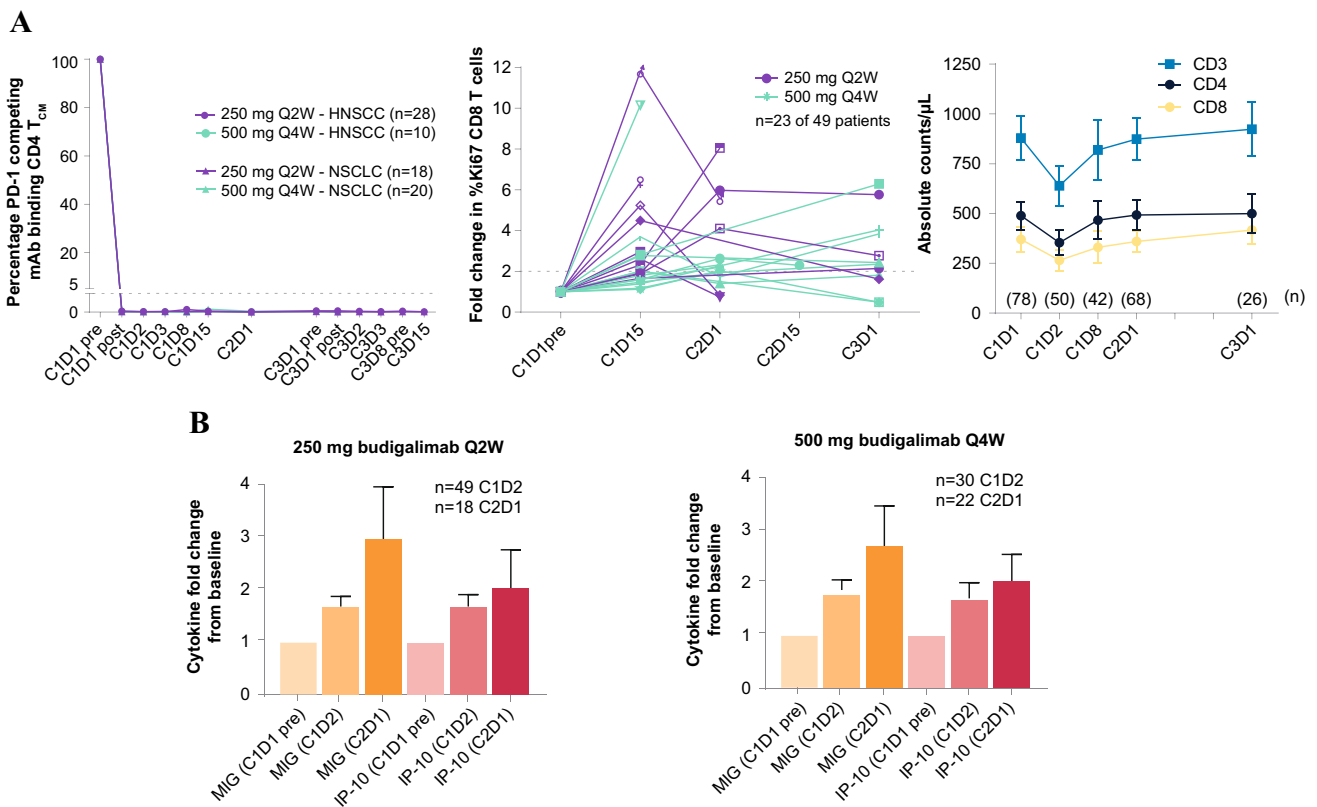 A
Percentage PD-1 competing
mAb binding CD4 TCM
100
80
60
40
20
5
0
250 mg Q2W - HNSCC (n=28)
500 mg Q4W - HNSCC (n=10)
250 mg Q2W - NSCLC (n=18)
500 mg Q4W - NSCLC (n=20)
C1D1 pre
C1D1 post
C1D2
C1D3
C1D8
C1D15
C2D1
C3D1 pre
C3D1 post
C3D2
C3D3
C3D8 pre
C3D15
Fold change in %Ki67 CD8 T cells
12
10
8
6
4
2
0
250 mg Q2W
500 mg Q4W
n=23 of 49 patients
C1D1pre
C1D15
C2D1
C2D15
C3D1
Absolute counts/µL
1250
1000
750
500
250
0
CD3
CD4
CD8
(78) (50) (42) (68) (26) (n)
C1D1
C1D2
C1D8
C2D1
C3D1
B
250 mg budigalimab Q2W
Cytokine fold change
from baseline
4
3
2
1
0
n=49 C1D2
n=18 C2D1
MIG (C1D1 pre)
MIG (C1D2)
MIG (C2D1)
IP-10 (C1D1 pre)
IP-10 (C1D2)
IP-10 (C2D1)
500 mg budigalimab Q4W
Cytokine fold change
from baseline
4
3
2
1
0
n=30 C1D2
n=22 C2D1
MIG (C1D1 pre)
MIG (C1D2)
MIG (C2D1)
IP-10 (C1D1 pre)
IP-10 (C1D2)
IP-10 (C2D1)